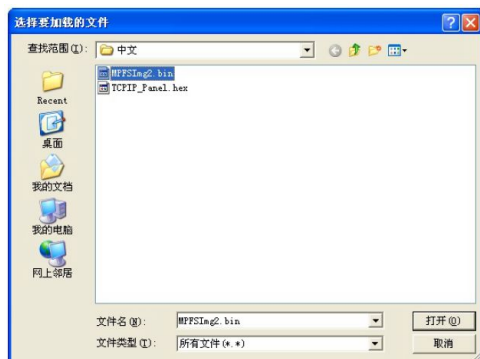 选择要加载的文件
查找范围(I):
中文
MPFSImg2.bin
TCPIP_Panel.hex
Recent
桌面
我的文档
我的电脑
网上邻居
文件名(N):
MPFSImg2.bin
打开(O)
文件类型(T):
所有文件(*.*)
取消